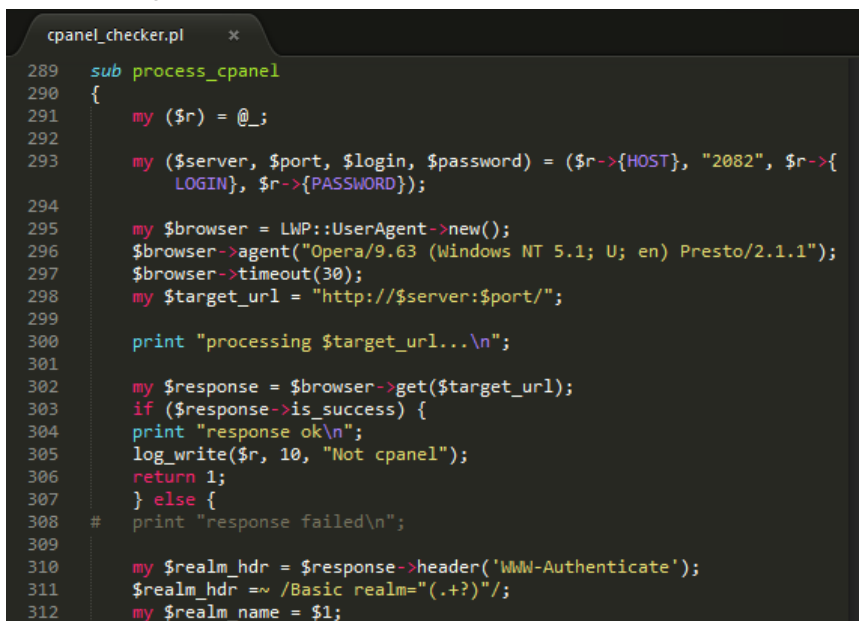 cpanel_checker.pl ×
289 sub process_cpanel
290 {
291 my ($r) = @_;
292
293 my ($server, $port, $login, $password) = ($r->{HOST}, "2082", $r->{
LOGIN}, $r->{PASSWORD});
294
295 my $browser = LWP::UserAgent->new();
296 $browser->agent("Opera/9.63 (Windows NT 5.1; U; en) Presto/2.1.1");
297 $browser->timeout(30);
298 my $target_url = "http://$server:$port/";
299
300 print "processing $target_url...\n";
301
302 my $response = $browser->get($target_url);
303 if ($response->is_success) {
304 print "response ok\n";
305 log_write($r, 10, "Not cpanel");
306 return 1;
307 } else {
308 # print "response failed\n";
309
310 my $realm_hdr = $response->header('WWW-Authenticate');
311 $realm_hdr =~ /Basic realm="(.+?)"/;
312 my $realm_name = $1;